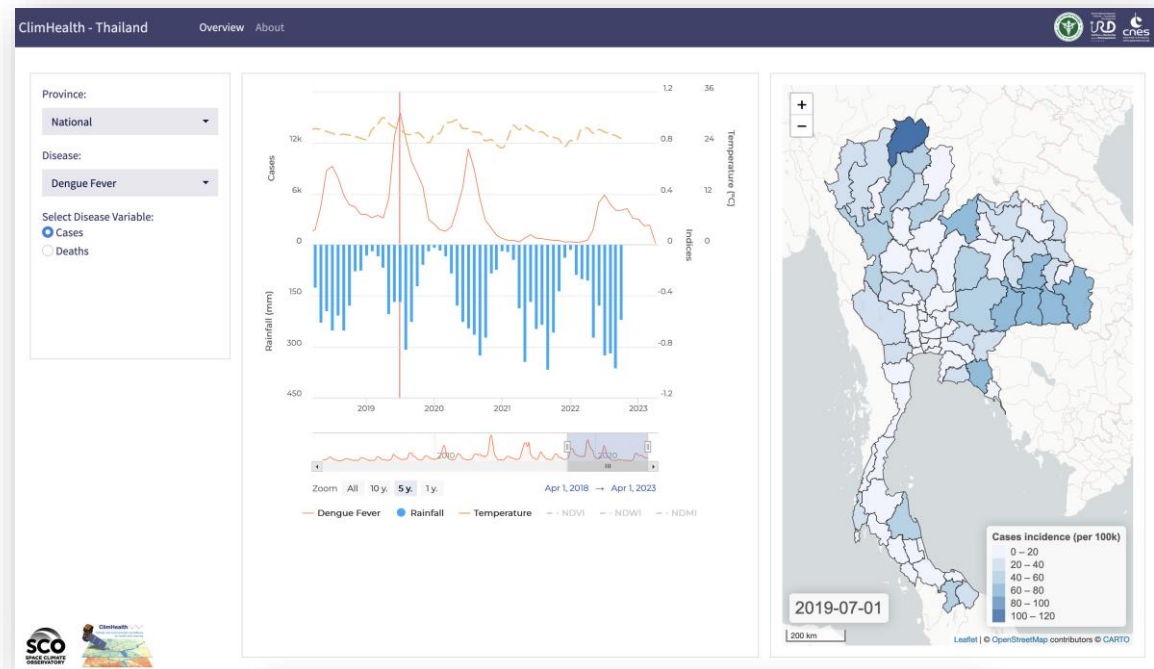 ClimHealth - Thailand
Overview About
IRD
cnes
Province:
National
Disease:
Dengue Fever
Select Disease Variable:
Cases
Deaths
1.2 36
12k 0.8 24
6k 0.4 12
0 0 0
150 -0.4
300 -0.8
450 -1.2
Cases
Temperature (°C)
Indices
Rainfall (mm)
2019 2020 2021 2022 2023
2010 2020
Zoom All 10 y. 5 y. 1 y. Apr 1, 2018 → Apr 1, 2023
Dengue Fever Rainfall Temperature NDVI NDWI NDMI
+
−
Cases incidence (per 100k)
0 – 20
20 – 40
40 – 60
60 – 80
80 – 100
100 – 120
2019-07-01
200 km
Leaflet | © OpenStreetMap contributors © CARTO
SCO
SPACE CLIMATE
OBSERVATORY
ClimHealth